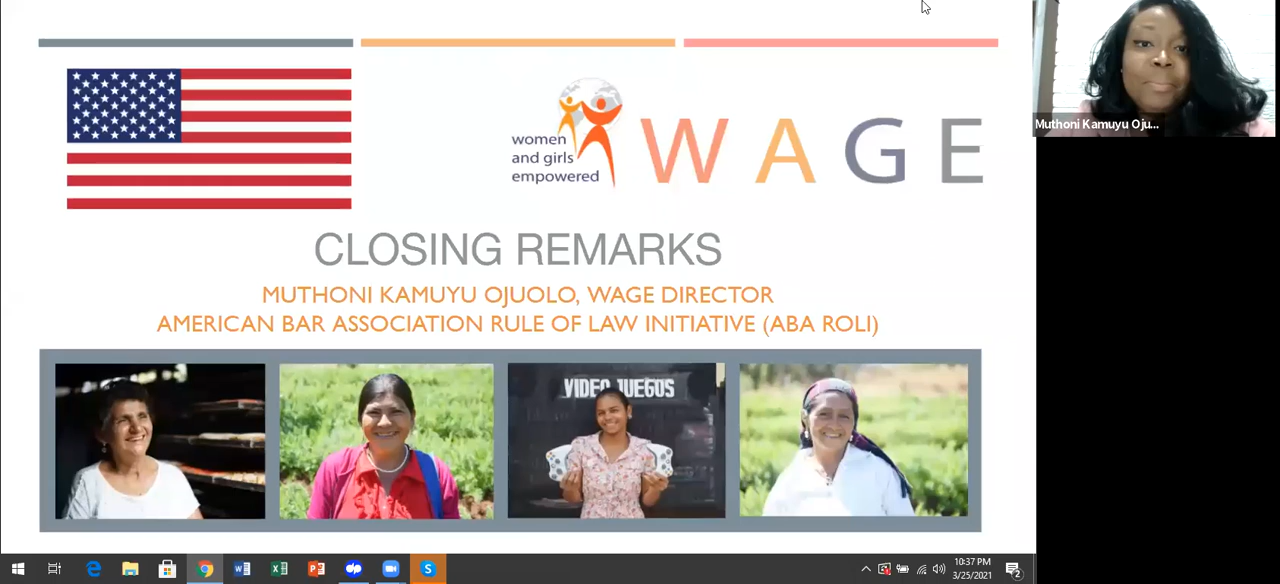 women
and girls
empowered
WAGE
Muthoni Kamuyu Oju...
CLOSING REMARKS
MUTHONI KAMUYU OJUOLO, WAGE DIRECTOR
AMERICAN BAR ASSOCIATION RULE OF LAW INITIATIVE (ABA ROLI)
VIDEO JUEGOS
10:37 PM
3/25/2021
2